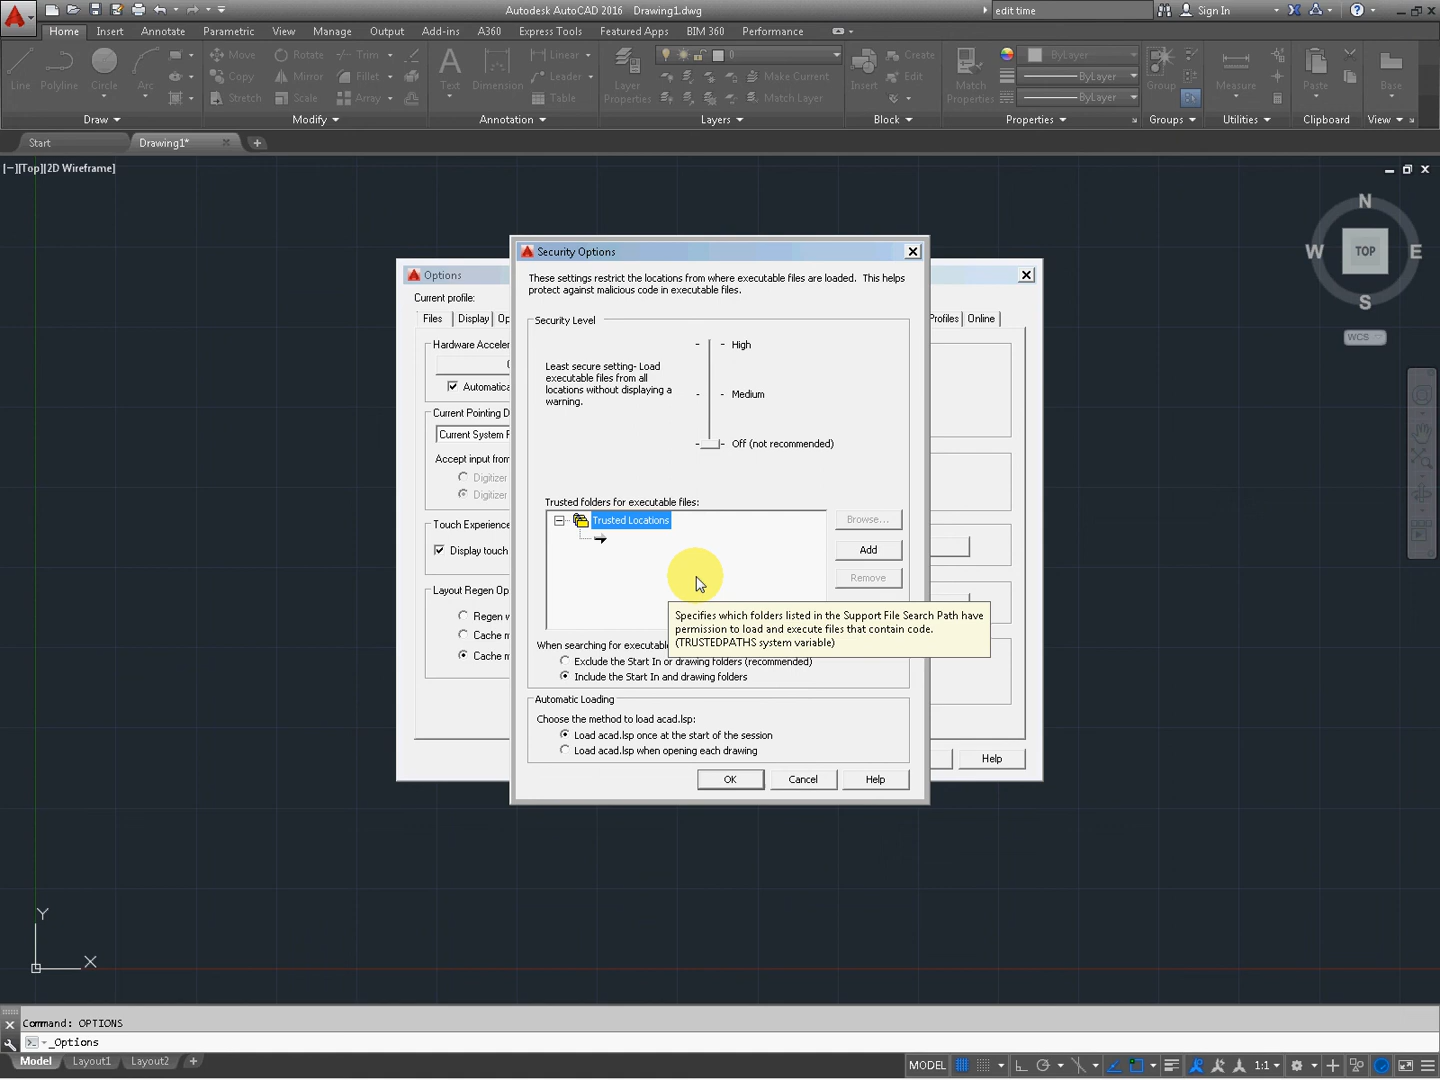 Autodesk AutoCAD 2016 Drawing1.dwg
edit time
Sign In
Home Insert Annotate Parametric View Manage Output Add-ins A360 Express Tools Featured Apps BIM 360 Performance
Line Polyline Circle Arc
Move Rotate Trim
Copy Mirror Fillet
Stretch Scale Array
Text Dimension
Linear
Leader
Table
Layer Properties
0
Make Current
Match Layer
Insert
Create
Edit
Match Properties
ByLayer
ByLayer
ByLayer
Group
Measure
Paste
Base
Draw Modify Annotation Layers Block Properties Groups Utilities Clipboard View
Start Drawing1*
[−][Top][2D Wireframe]
N
W TOP E
S
WCS
Options
Current profile:
Files Display Op
Profiles Online
Hardware Acceler
Automatica
Current Pointing D
Current System P
Accept input from
Digitizer
Digitizer
Touch Experience
Display touch
Layout Regen Op
Regen w
Cache m
Cache m
Help
Security Options
These settings restrict the locations from where executable files are loaded. This helps
protect against malicious code in executable files.
Security Level
High
Least secure setting- Load
executable files from all
locations without displaying a
warning.
Medium
Off (not recommended)
Trusted folders for executable files:
Trusted Locations
Browse...
Add
Remove
Specifies which folders listed in the Support File Search Path have
permission to load and execute files that contain code.
(TRUSTEDPATHS system variable)
When searching for executable
Exclude the Start In or drawing folders (recommended)
Include the Start In and drawing folders
Automatic Loading
Choose the method to load acad.lsp:
Load acad.lsp once at the start of the session
Load acad.lsp when opening each drawing
OK Cancel Help
Y
X
Command: OPTIONS
_Options
Model Layout1 Layout2
MODEL
1:1